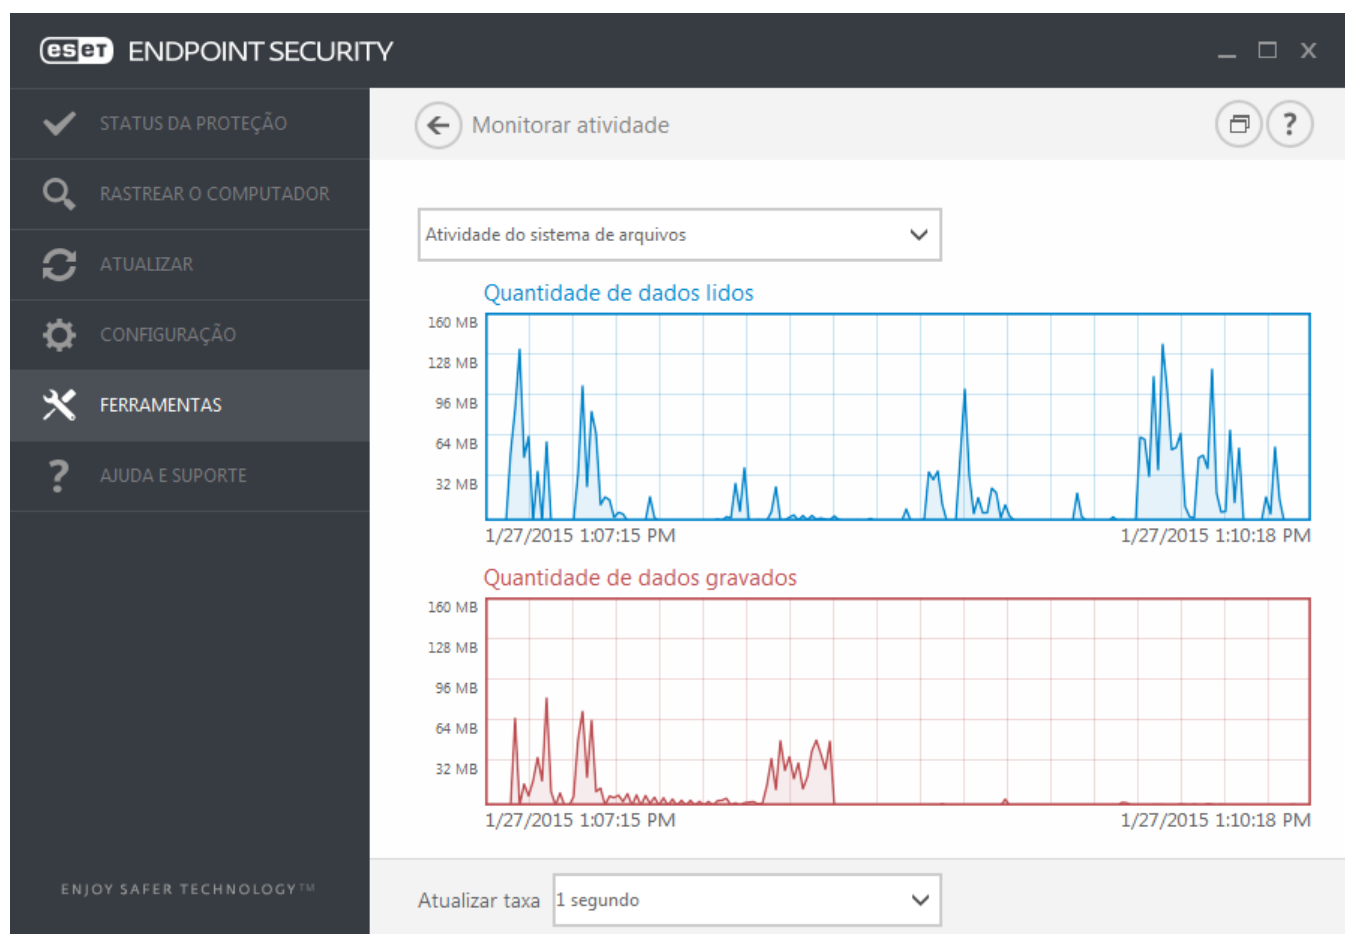 eset ENDPOINT SECURITY
STATUS DA PROTEÇÃO
RASTREAR O COMPUTADOR
ATUALIZAR
CONFIGURAÇÃO
FERRAMENTAS
AJUDA E SUPORTE
ENJOY SAFER TECHNOLOGY™
Monitorar atividade
?
Atividade do sistema de arquivos
Quantidade de dados lidos
160 MB
128 MB
96 MB
64 MB
32 MB
1/27/2015 1:07:15 PM 1/27/2015 1:10:18 PM
Quantidade de dados gravados
160 MB
128 MB
96 MB
64 MB
32 MB
1/27/2015 1:07:15 PM 1/27/2015 1:10:18 PM
Atualizar taxa 1 segundo